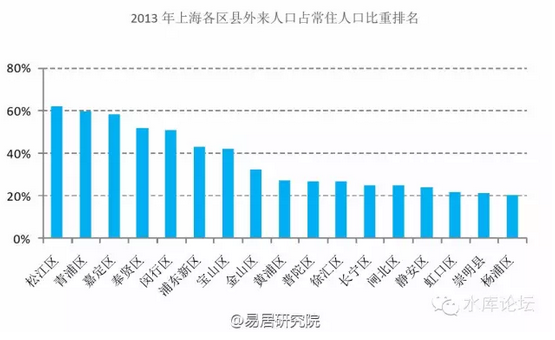 2013 年上海各区县外来人口占常住人口比重排名
80%
60%
40%
20%
0%
松江区
青浦区
嘉定区
奉贤区
闵行区
浦东新区
宝山区
金山区
黄浦区
普陀区
徐汇区
长宁区
闸北区
静安区
虹口区
崇明县
杨浦区
水库论坛
@易居研究院